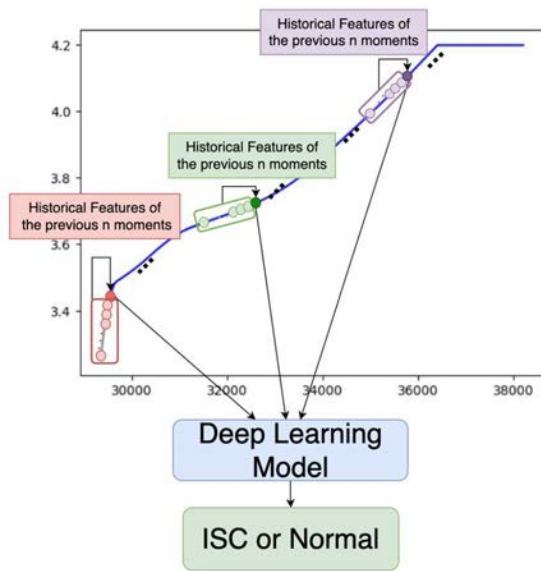 Historical Features of
the previous n moments
4.2
4.0
Historical Features of
the previous n moments
3.8
Historical Features of
the previous n moments
3.6
3.4
30000 32000 34000 36000 38000
Deep Learning
Model
ISC or Normal